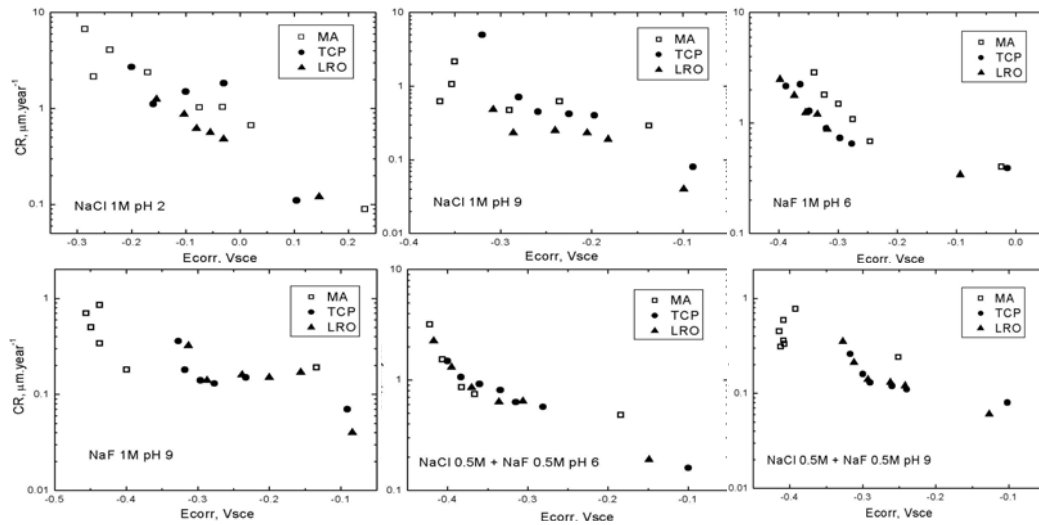 10
1
0.1
CR, μm.year⁻¹
MA
TCP
LRO
NaCl 1M pH 2
-0.3 -0.2 -0.1 0.0 0.1 0.2
Ecorr, Vsce
10
1
0.1
0.01
MA
TCP
LRO
NaCl 1M pH 9
-0.4 -0.3 -0.2 -0.1
Ecorr, Vsce
10
1
0.1
MA
TCP
LRO
NaF 1M pH 6
-0.4 -0.3 -0.2 -0.1 0.0
Ecorr, Vsce
1
0.1
0.01
CR, μm.year⁻¹
MA
TCP
LRO
NaF 1M pH 9
-0.5 -0.4 -0.3 -0.2 -0.1
Ecorr, Vsce
10
1
0.1
MA
TCP
LRO
NaCl 0.5M + NaF 0.5M pH 6
-0.4 -0.3 -0.2 -0.1
Ecorr, Vsce
1
0.1
0.01
MA
TCP
LRO
NaCl 0.5M + NaF 0.5M pH 9
-0.4 -0.3 -0.2 -0.1
Ecorr, Vsce